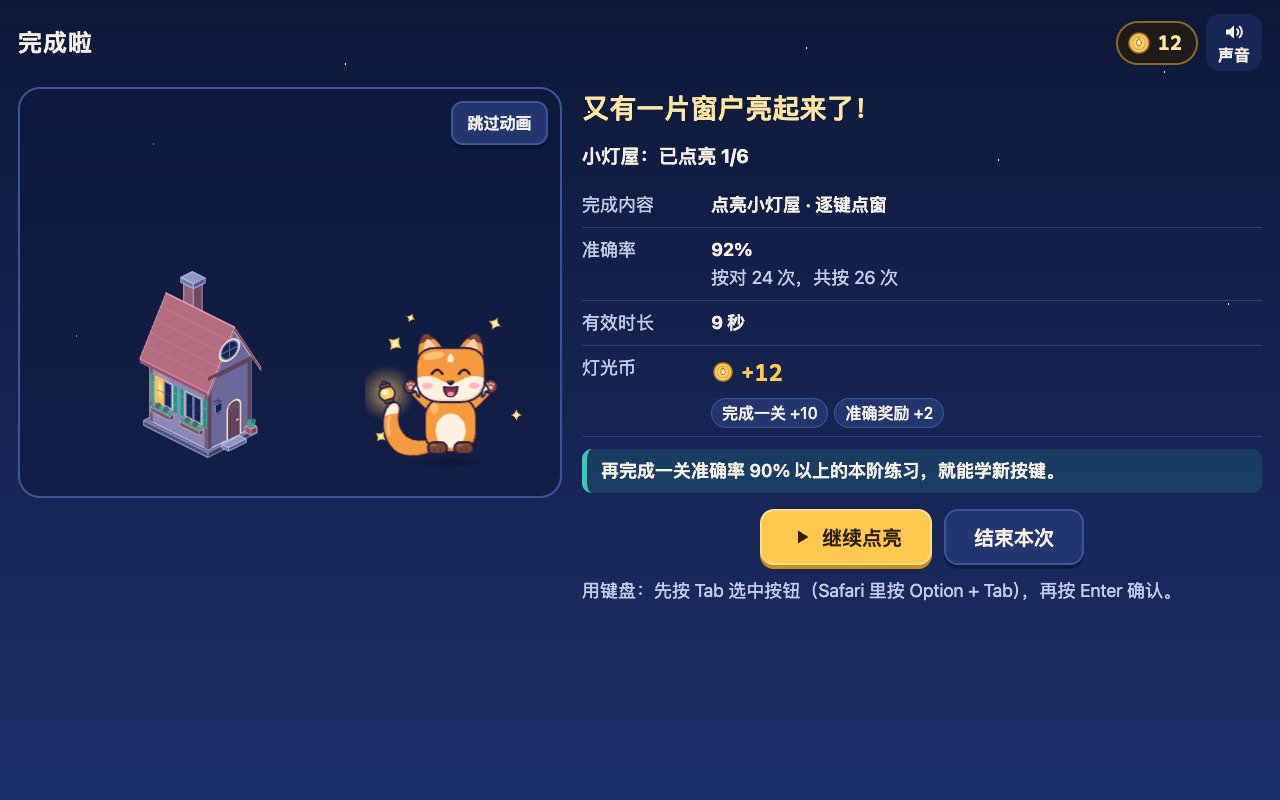 完成啦
12
声音
跳过动画
又有一片窗户亮起来了！
小灯屋：已点亮 1/6
完成内容
点亮小灯屋 · 逐键点窗
准确率
92%
按对 24 次，共按 26 次
有效时长
9 秒
灯光币
+12
完成一关 +10
准确奖励 +2
再完成一关准确率 90% 以上的本阶练习，就能学新按键。
继续点亮
结束本次
用键盘：先按 Tab 选中按钮（Safari 里按 Option + Tab），再按 Enter 确认。